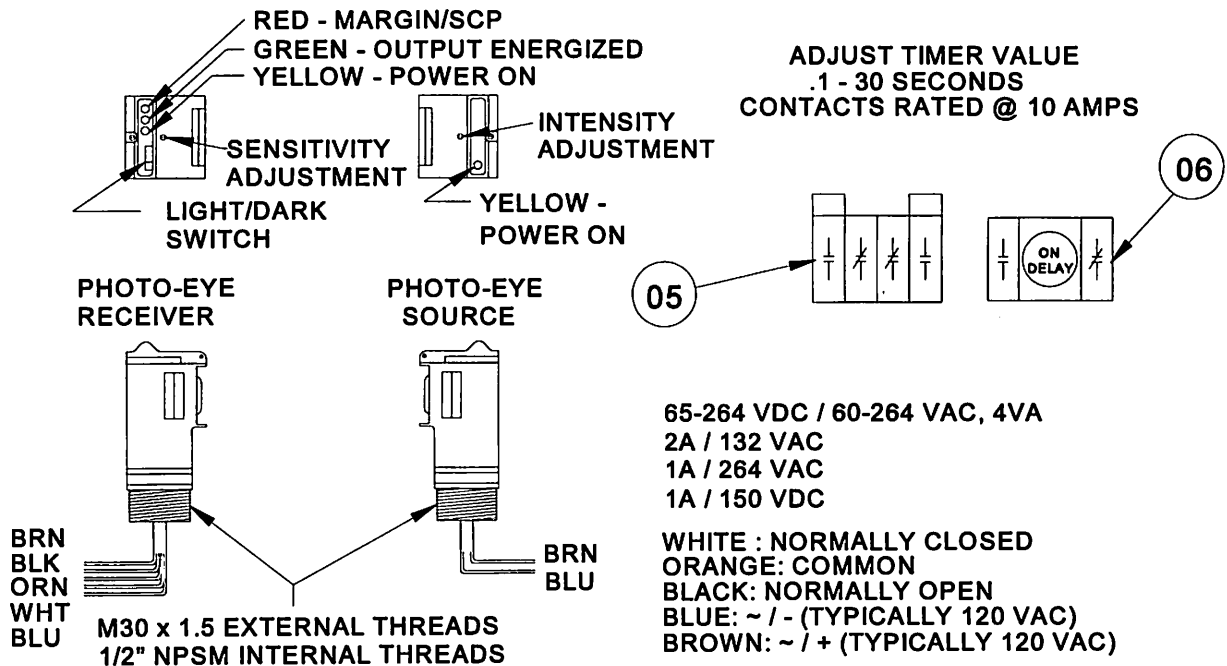 RED - MARGIN/SCP
GREEN - OUTPUT ENERGIZED
YELLOW - POWER ON
SENSITIVITY
ADJUSTMENT
LIGHT/DARK
SWITCH
INTENSITY
ADJUSTMENT
YELLOW -
POWER ON
ADJUST TIMER VALUE
.1 - 30 SECONDS
CONTACTS RATED @ 10 AMPS
05
ON
DELAY
06
PHOTO-EYE
RECEIVER
PHOTO-EYE
SOURCE
BRN
BLK
ORN
WHT
BLU
BRN
BLU
M30 x 1.5 EXTERNAL THREADS
1/2" NPSM INTERNAL THREADS
65-264 VDC / 60-264 VAC, 4VA
2A / 132 VAC
1A / 264 VAC
1A / 150 VDC
WHITE : NORMALLY CLOSED
ORANGE: COMMON
BLACK: NORMALLY OPEN
BLUE: ~ / - (TYPICALLY 120 VAC)
BROWN: ~ / + (TYPICALLY 120 VAC)